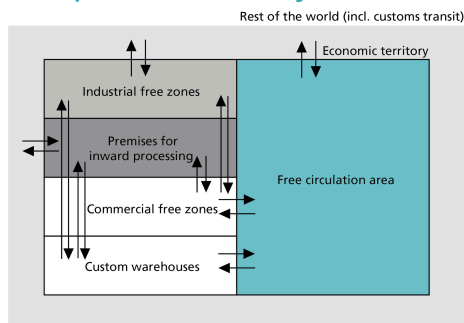 Rest of the world (incl. customs transit)
Economic territory
Industrial free zones
Premises for
inward processing
Free circulation area
Commercial free zones
Custom warehouses